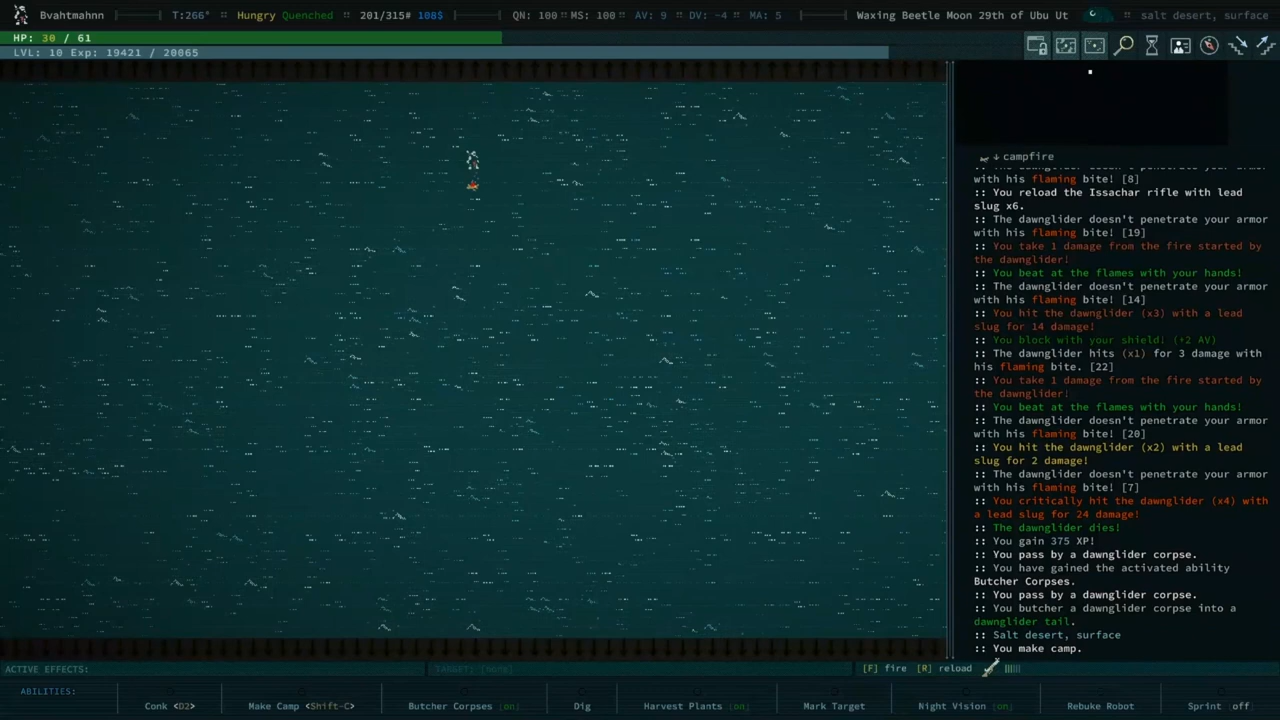 Bvahtmahnn T:266° :: Hungry Quenched :: 201/315# 108$ QN: 100 :: MS: 100 :: AV: 9 :: DV: -4 :: MA: 5 Waxing Beetle Moon 29th of Ubu Ut :: salt desert, surface
HP: 30 / 61
LVL: 10 Exp: 19421 / 20065
↓ campfire
with his flaming bite! [8]
:: You reload the Issachar rifle with lead
slug x6.
:: The dawnglider doesn't penetrate your armor
with his flaming bite! [19]
:: You take 1 damage from the fire started by
the dawnglider!
:: You beat at the flames with your hands!
:: The dawnglider doesn't penetrate your armor
with his flaming bite! [14]
:: You hit the dawnglider (x3) with a lead
slug for 14 damage!
:: You block with your shield! (+2 AV)
:: The dawnglider hits (x1) for 3 damage with
his flaming bite. [22]
:: You take 1 damage from the fire started by
the dawnglider!
:: You beat at the flames with your hands!
:: The dawnglider doesn't penetrate your armor
with his flaming bite! [20]
:: You hit the dawnglider (x2) with a lead
slug for 2 damage!
:: The dawnglider doesn't penetrate your armor
with his flaming bite! [7]
:: You critically hit the dawnglider (x4) with
a lead slug for 24 damage!
:: The dawnglider dies!
:: You gain 375 XP!
:: You pass by a dawnglider corpse.
:: You have gained the activated ability
Butcher Corpses.
:: You pass by a dawnglider corpse.
:: You butcher a dawnglider corpse into a
dawnglider tail.
:: Salt desert, surface
:: You make camp.
ACTIVE EFFECTS: TARGET: [none] [F] fire [R] reload
ABILITIES: Conk <D2> Make Camp <Shift-C> Butcher Corpses [on] Dig Harvest Plants [on] Mark Target Night Vision [on] Rebuke Robot Sprint [off]